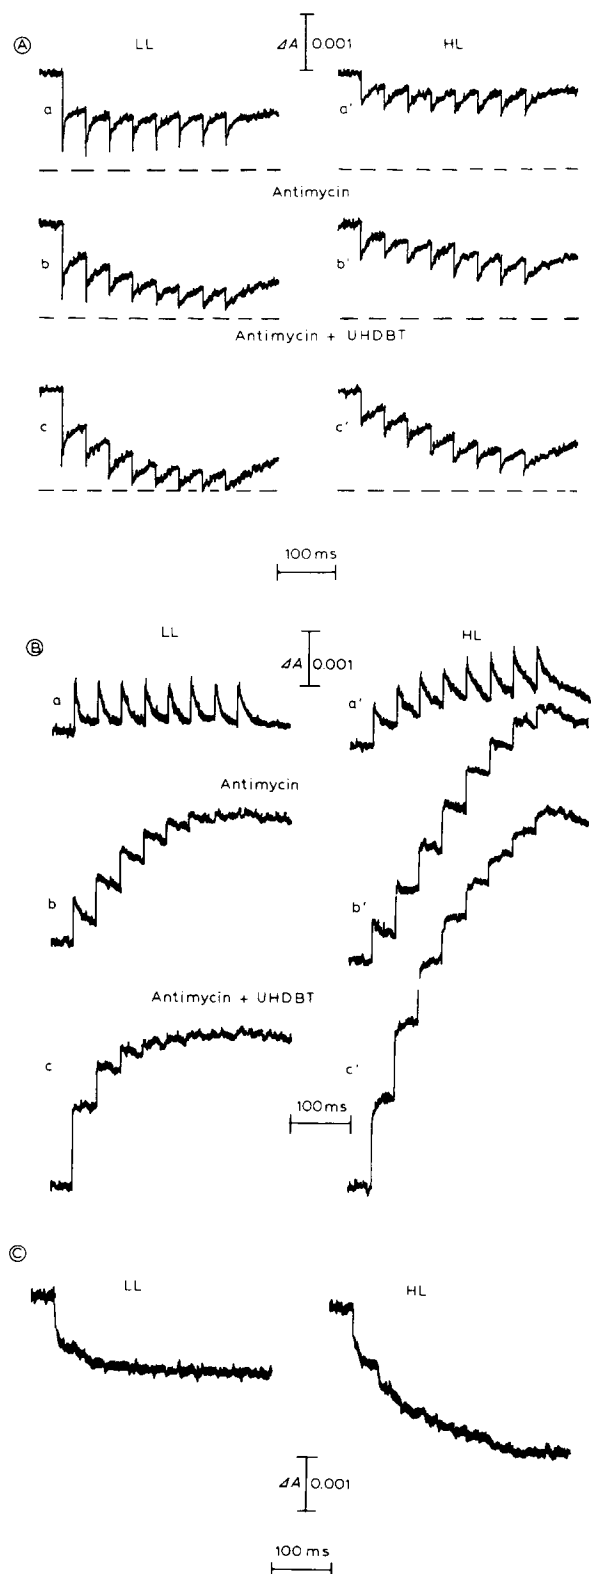 Ⓐ LL ΔA 0.001 HL
a a′
Antimycin
b b′
Antimycin + UHDBT
c c′
100 ms
Ⓑ LL ΔA 0.001 HL
a a′
Antimycin
b b′
Antimycin + UHDBT
c c′
100 ms
Ⓒ
LL HL
ΔA 0.001
100 ms